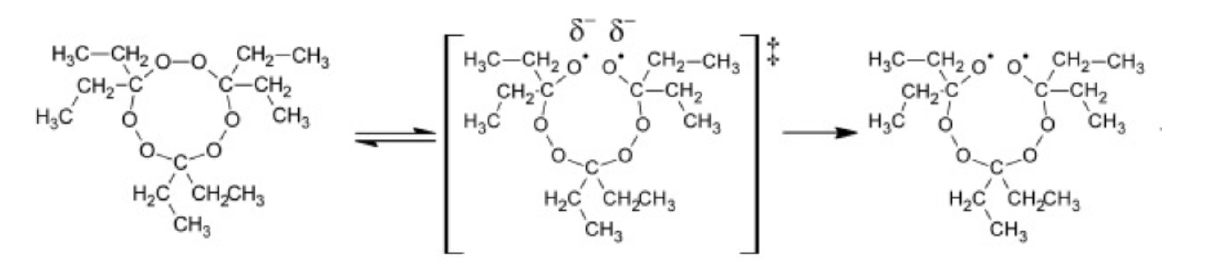 H₃C–CH₂ O–O CH₂–CH₃
CH₂–C C–CH₂
H₃C O O CH₃
O C O
H₂C CH₂CH₃
CH₃
δ⁻ δ⁻
‡
H₃C–CH₂ O• O• CH₂–CH₃
CH₂ C C–CH₂
H₃C O O CH₃
O C O
H₂C CH₂CH₃
CH₃
H₃C–CH₂ O• O• CH₂–CH₃
CH₂ C C–CH₂
H₃C O O CH₃
O C O
H₂C CH₂CH₃
CH₃